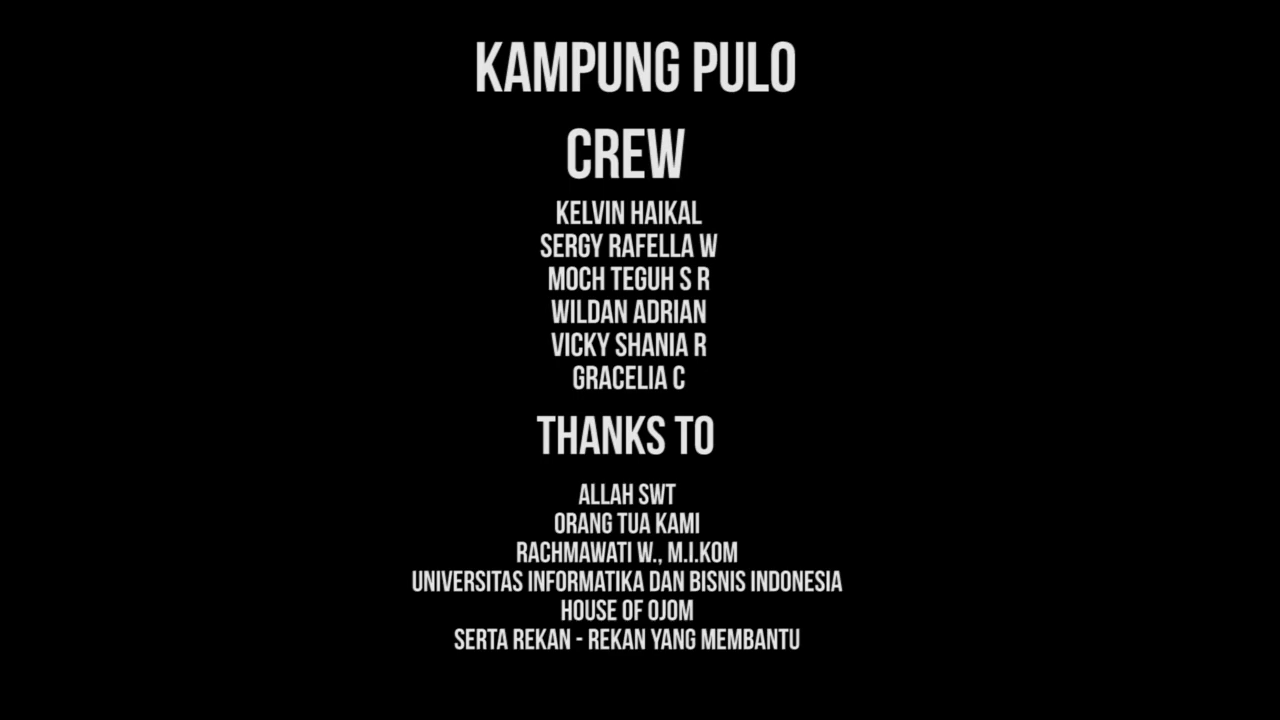 KAMPUNG PULO
CREW
KELVIN HAIKAL
SERGY RAFELLA W
MOCH TEGUH S R
WILDAN ADRIAN
VICKY SHANIA R
GRACELIA C
THANKS TO
ALLAH SWT
ORANG TUA KAMI
RACHMAWATI W., M.I.KOM
UNIVERSITAS INFORMATIKA DAN BISNIS INDONESIA
HOUSE OF OJOM
SERTA REKAN - REKAN YANG MEMBANTU